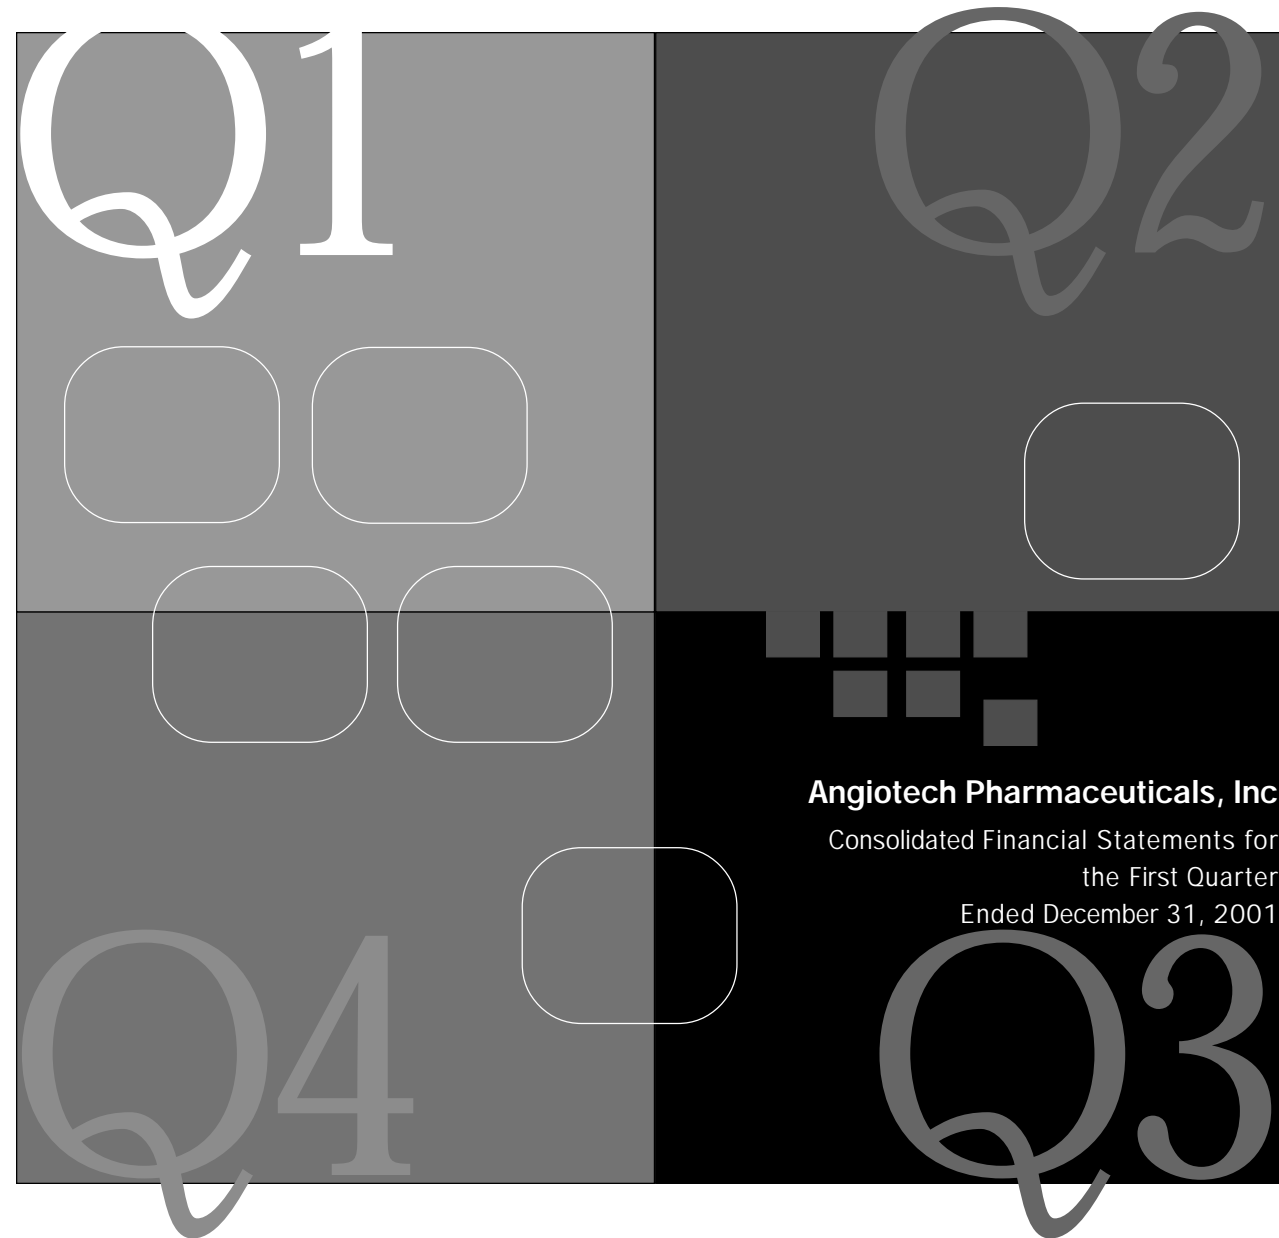 Q1
Q2
Angiotech Pharmaceuticals, Inc
Consolidated Financial Statements for
the First Quarter
Ended December 31, 2001
Q4
Q3